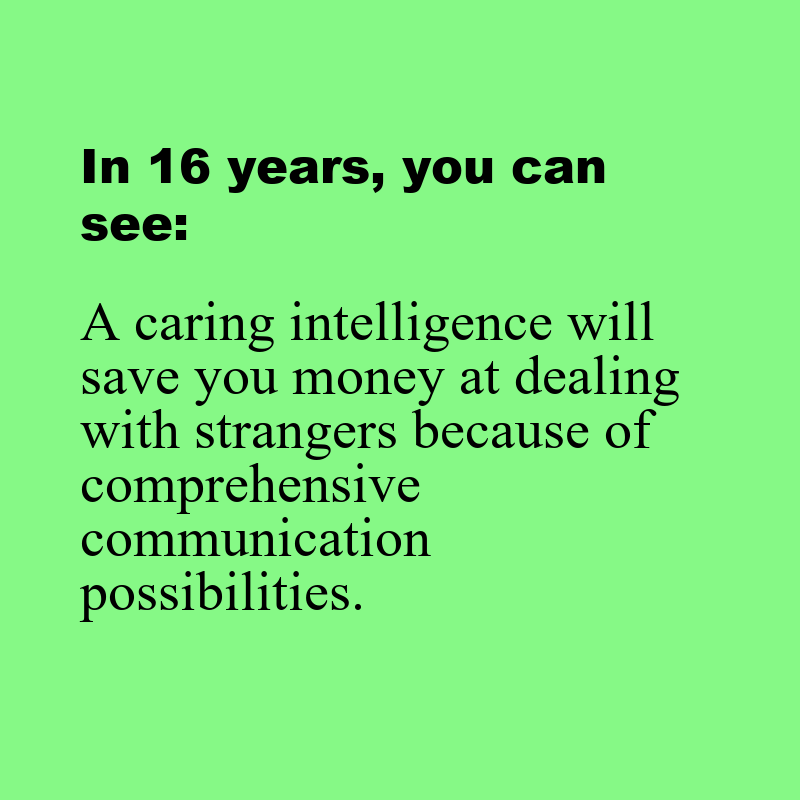 In 16 years, you can
see:
A caring intelligence will
save you money at dealing
with strangers because of
comprehensive
communication
possibilities.